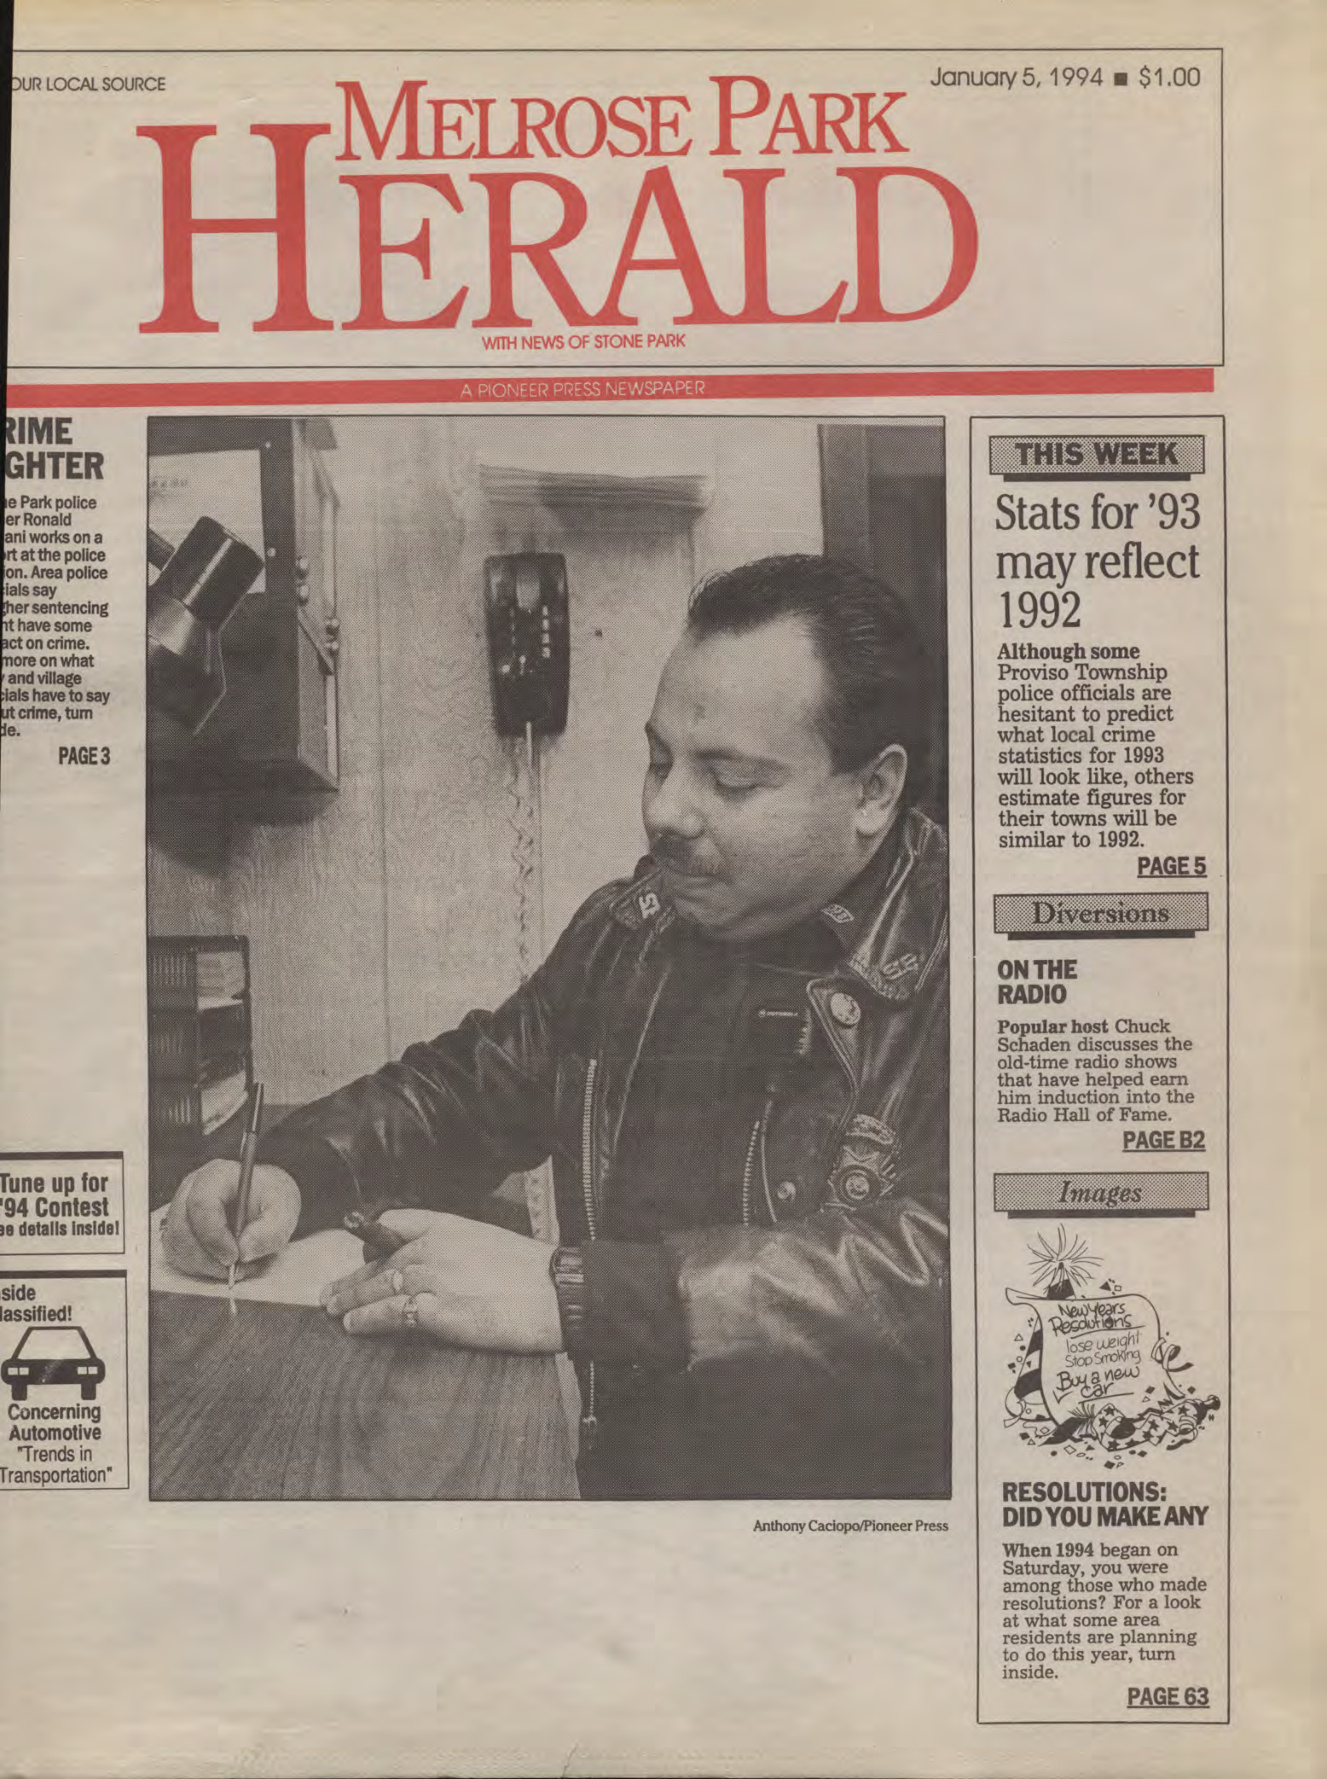 OUR LOCAL SOURCE
January 5, 1994 ■ $1.00
MELROSE PARK
HERALD
WITH NEWS OF STONE PARK
A PIONEER PRESS NEWSPAPER
RIME
GHTER
e Park police
er Ronald
ani works on a
rt at the police
on. Area police
ials say
her sentencing
nt have some
act on crime.
more on what
and village
ials have to say
ut crime, turn
de.
PAGE 3
Tune up for
'94 Contest
ee details inside!
side
lassified!
Concerning
Automotive
"Trends in
Transportation"
MOTOROLA
Anthony Caciopo/Pioneer Press
THIS WEEK
Stats for '93
may reflect
1992
Although some
Proviso Township
police officials are
hesitant to predict
what local crime
statistics for 1993
will look like, others
estimate figures for
their towns will be
similar to 1992.
PAGE 5
Diversions
ON THE
RADIO
Popular host Chuck
Schaden discusses the
old-time radio shows
that have helped earn
him induction into the
Radio Hall of Fame.
PAGE B2
Images
New Years
Resolutions
lose weight
Stop Smoking
Buy a new
car
RESOLUTIONS:
DID YOU MAKE ANY
When 1994 began on
Saturday, you were
among those who made
resolutions? For a look
at what some area
residents are planning
to do this year, turn
inside.
PAGE 63